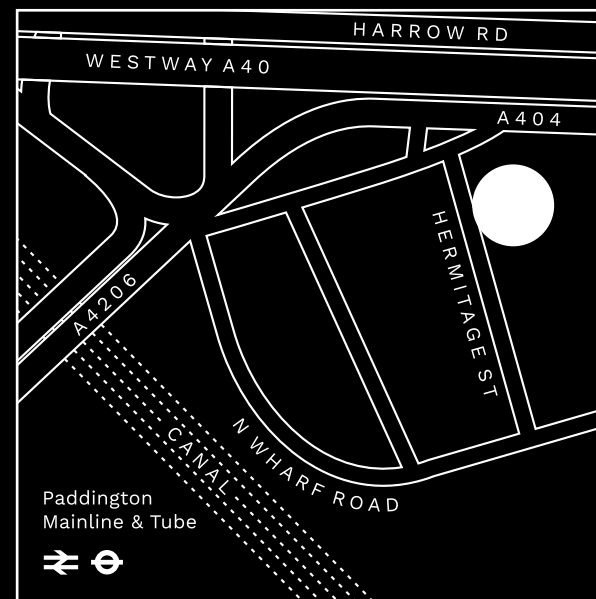 HARROW RD
WESTWAY A40
A404
HERMITAGE ST
A4206
CANAL
N WHARF ROAD
Paddington
Mainline & Tube